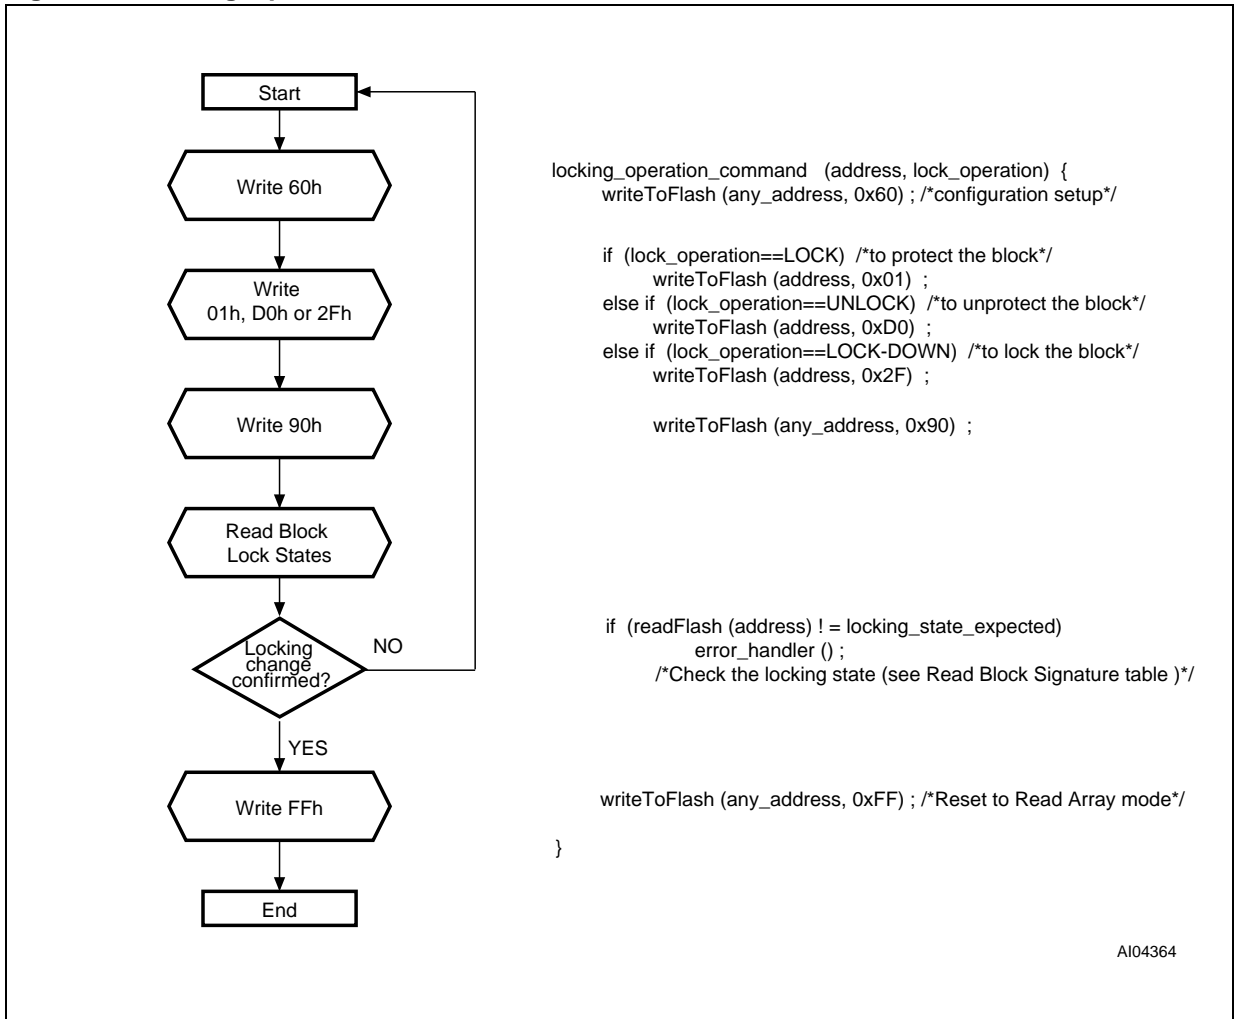 Start
Write 60h
Write
01h, D0h or 2Fh
Write 90h
Read Block
Lock States
Locking
change
confirmed?
NO
YES
Write FFh
End
locking_operation_command (address, lock_operation) {
writeToFlash (any_address, 0x60) ; /*configuration setup*/
if (lock_operation==LOCK) /*to protect the block*/
writeToFlash (address, 0x01) ;
else if (lock_operation==UNLOCK) /*to unprotect the block*/
writeToFlash (address, 0xD0) ;
else if (lock_operation==LOCK-DOWN) /*to lock the block*/
writeToFlash (address, 0x2F) ;
writeToFlash (any_address, 0x90) ;
if (readFlash (address) ! = locking_state_expected)
error_handler () ;
/*Check the locking state (see Read Block Signature table )*/
writeToFlash (any_address, 0xFF) ; /*Reset to Read Array mode*/
}
AI04364